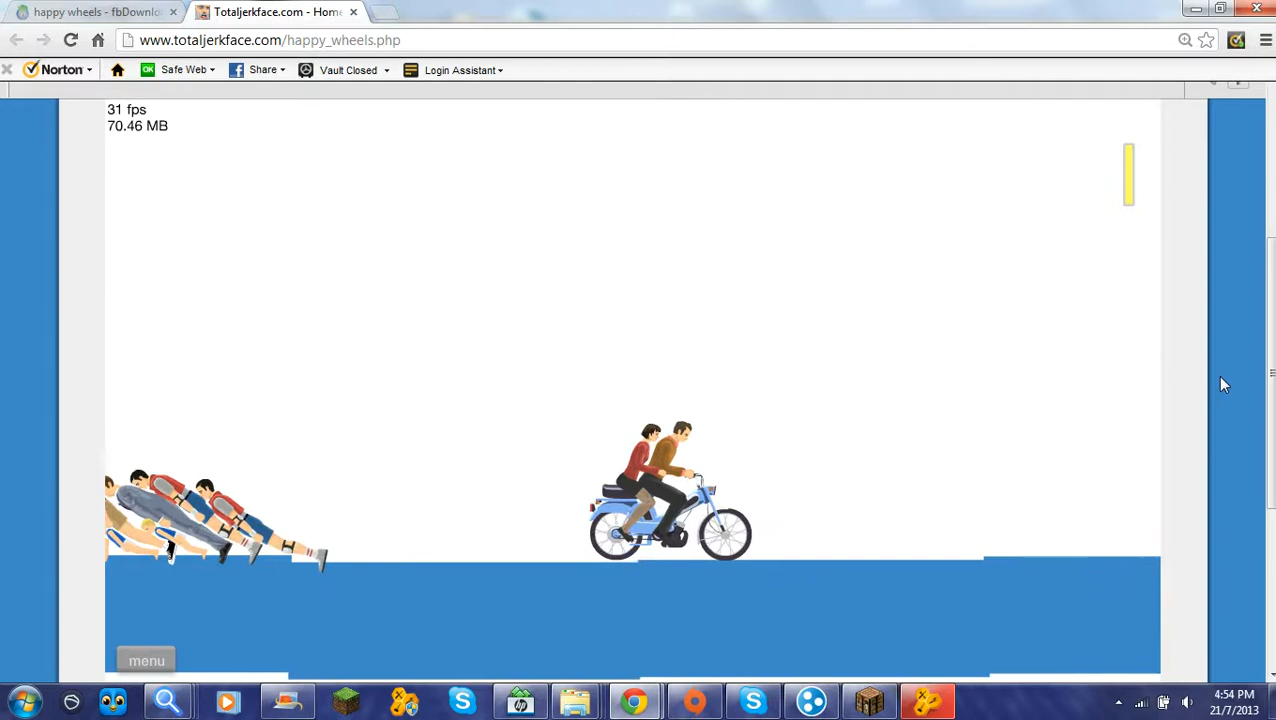 happy wheels - fbDownlo
Totaljerkface.com - Home
www.totaljerkface.com/happy_wheels.php
Norton
OK
Safe Web
Share
Vault Closed
Login Assistant
31 fps
70.46 MB
menu
4:54 PM
21/7/2013